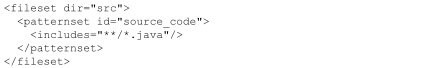 <fileset dir="src">
  <patternset id="source_code">
    <includes="**/*.java"/>
  </patternset>
</fileset>